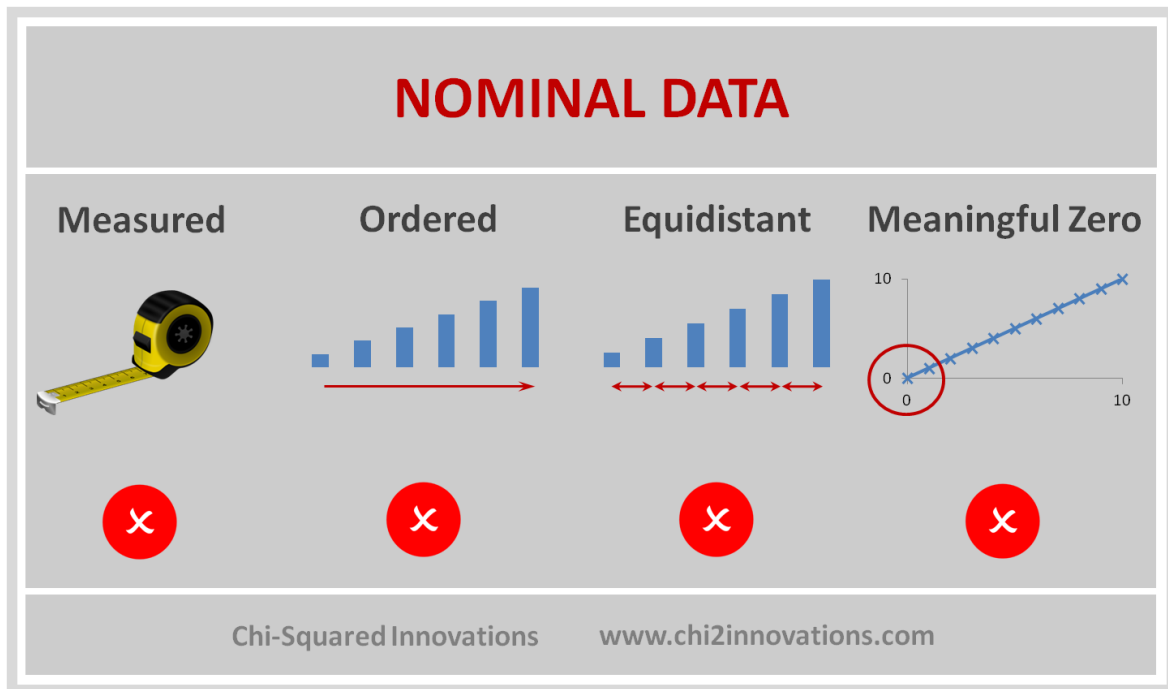 NOMINAL DATA
Measured
Ordered
Equidistant
Meaningful Zero
10
0
0
10
Chi-Squared Innovations www.chi2innovations.com